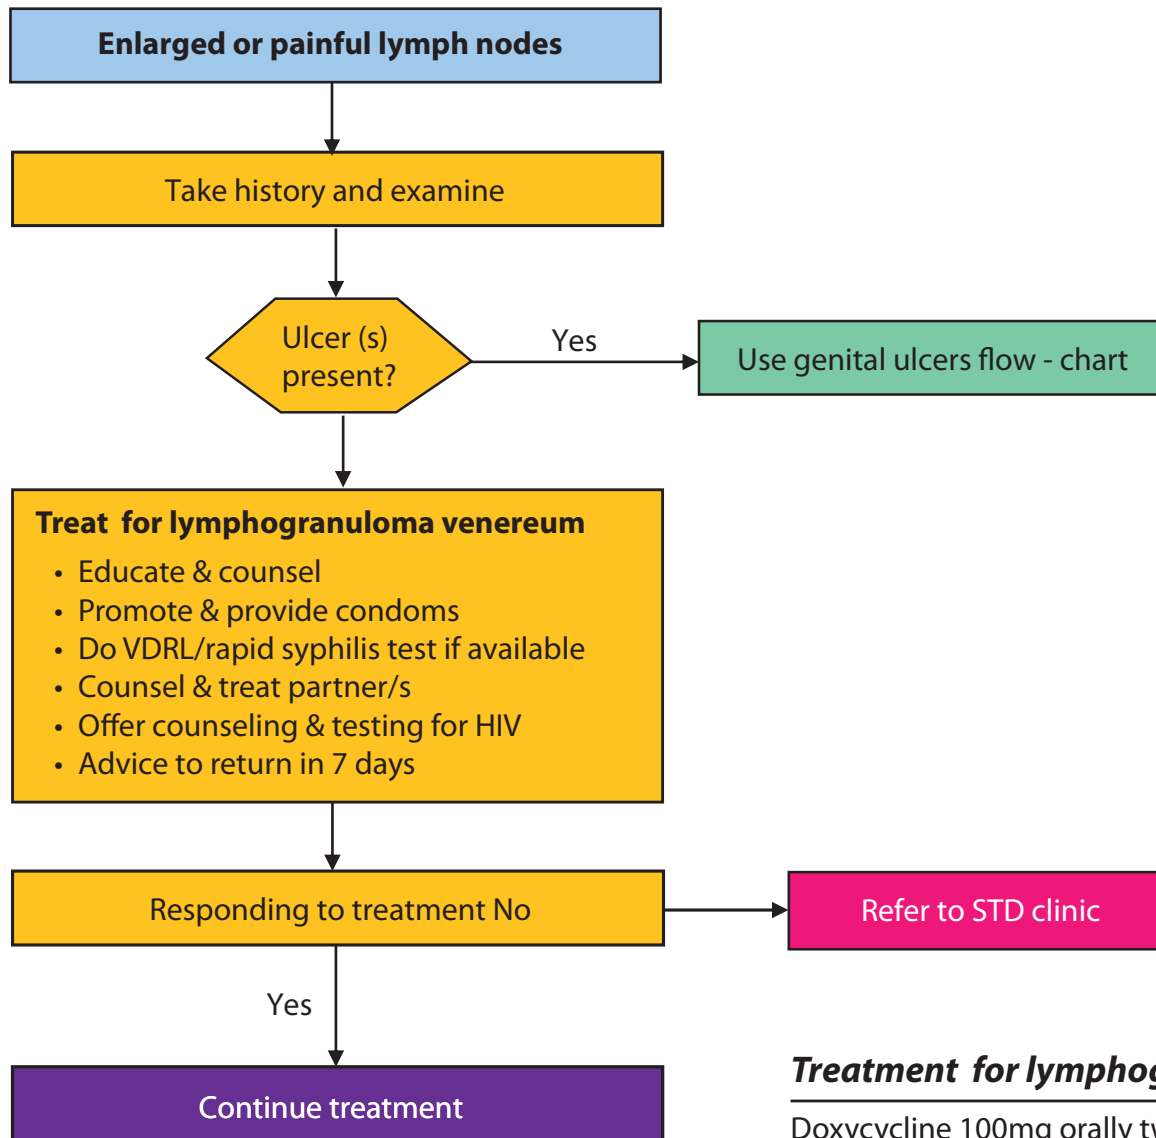 Enlarged or painful lymph nodes
Take history and examine
Ulcer (s)
present?
Yes
Use genital ulcers flow - chart
Treat for lymphogranuloma venereum
• Educate & counsel
• Promote & provide condoms
• Do VDRL/rapid syphilis test if available
• Counsel & treat partner/s
• Offer counseling & testing for HIV
• Advice to return in 7 days
Responding to treatment No
Refer to STD clinic
Yes
Continue treatment
Treatment for
Doxycycline 100mg orally